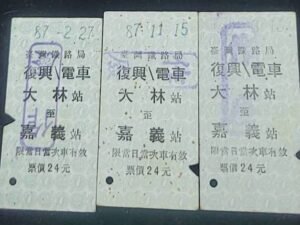 87.-2.27
臺灣鐵路局
復興\電車
大林站
至
嘉義站
限當日當次車有效
票價24元
87.11.15
臺灣鐵路局
復興\電車
大林站
至
嘉義站
限當日當次車有效
票價24元
臺灣鐵路局
復興\電車
大林站
至
嘉義站
限當日當次車有效
票價24元